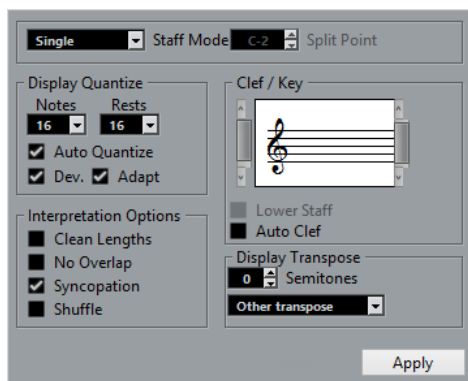 Single Staff Mode C-2 Split Point
Display Quantize
Notes Rests
16 16
Auto Quantize
Dev. Adapt
Interpretation Options
Clean Lengths
No Overlap
Syncopation
Shuffle
Clef / Key
Lower Staff
Auto Clef
Display Transpose
0 Semitones
Other transpose
Apply